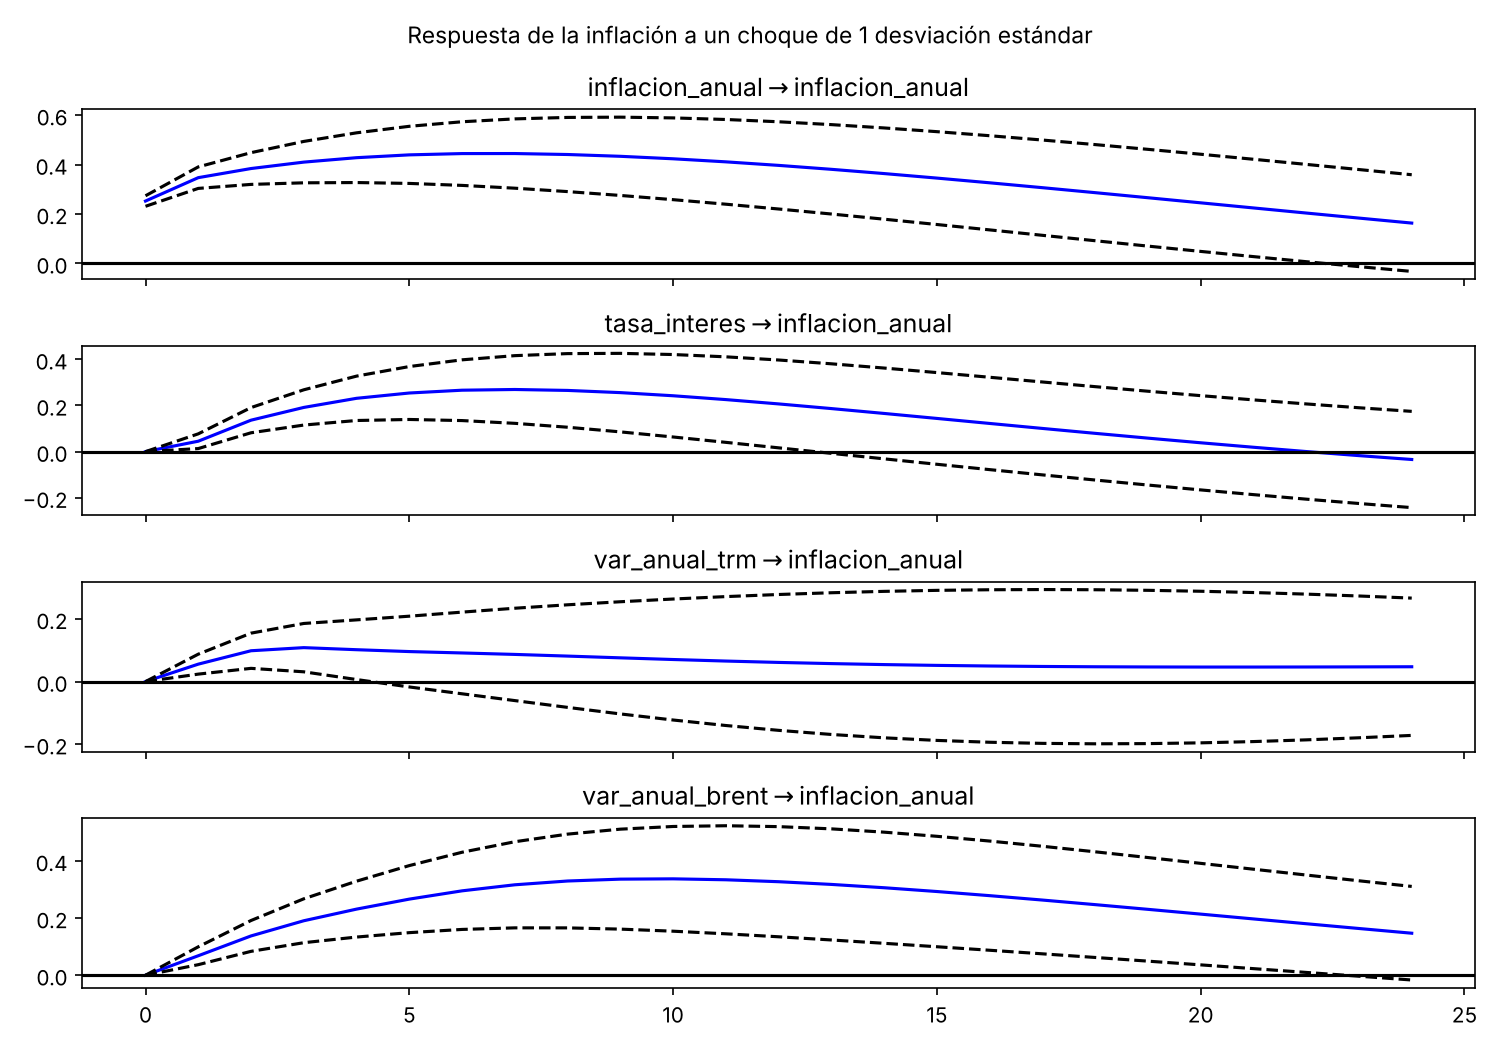 Respuesta de la inflación a un choque de 1 desviación estándar
inflacion_anual → inflacion_anual
0.6
0.4
0.2
0.0
tasa_interes → inflacion_anual
0.4
0.2
0.0
−0.2
var_anual_trm → inflacion_anual
0.2
0.0
−0.2
var_anual_brent → inflacion_anual
0.4
0.2
0.0
0 5 10 15 20 25